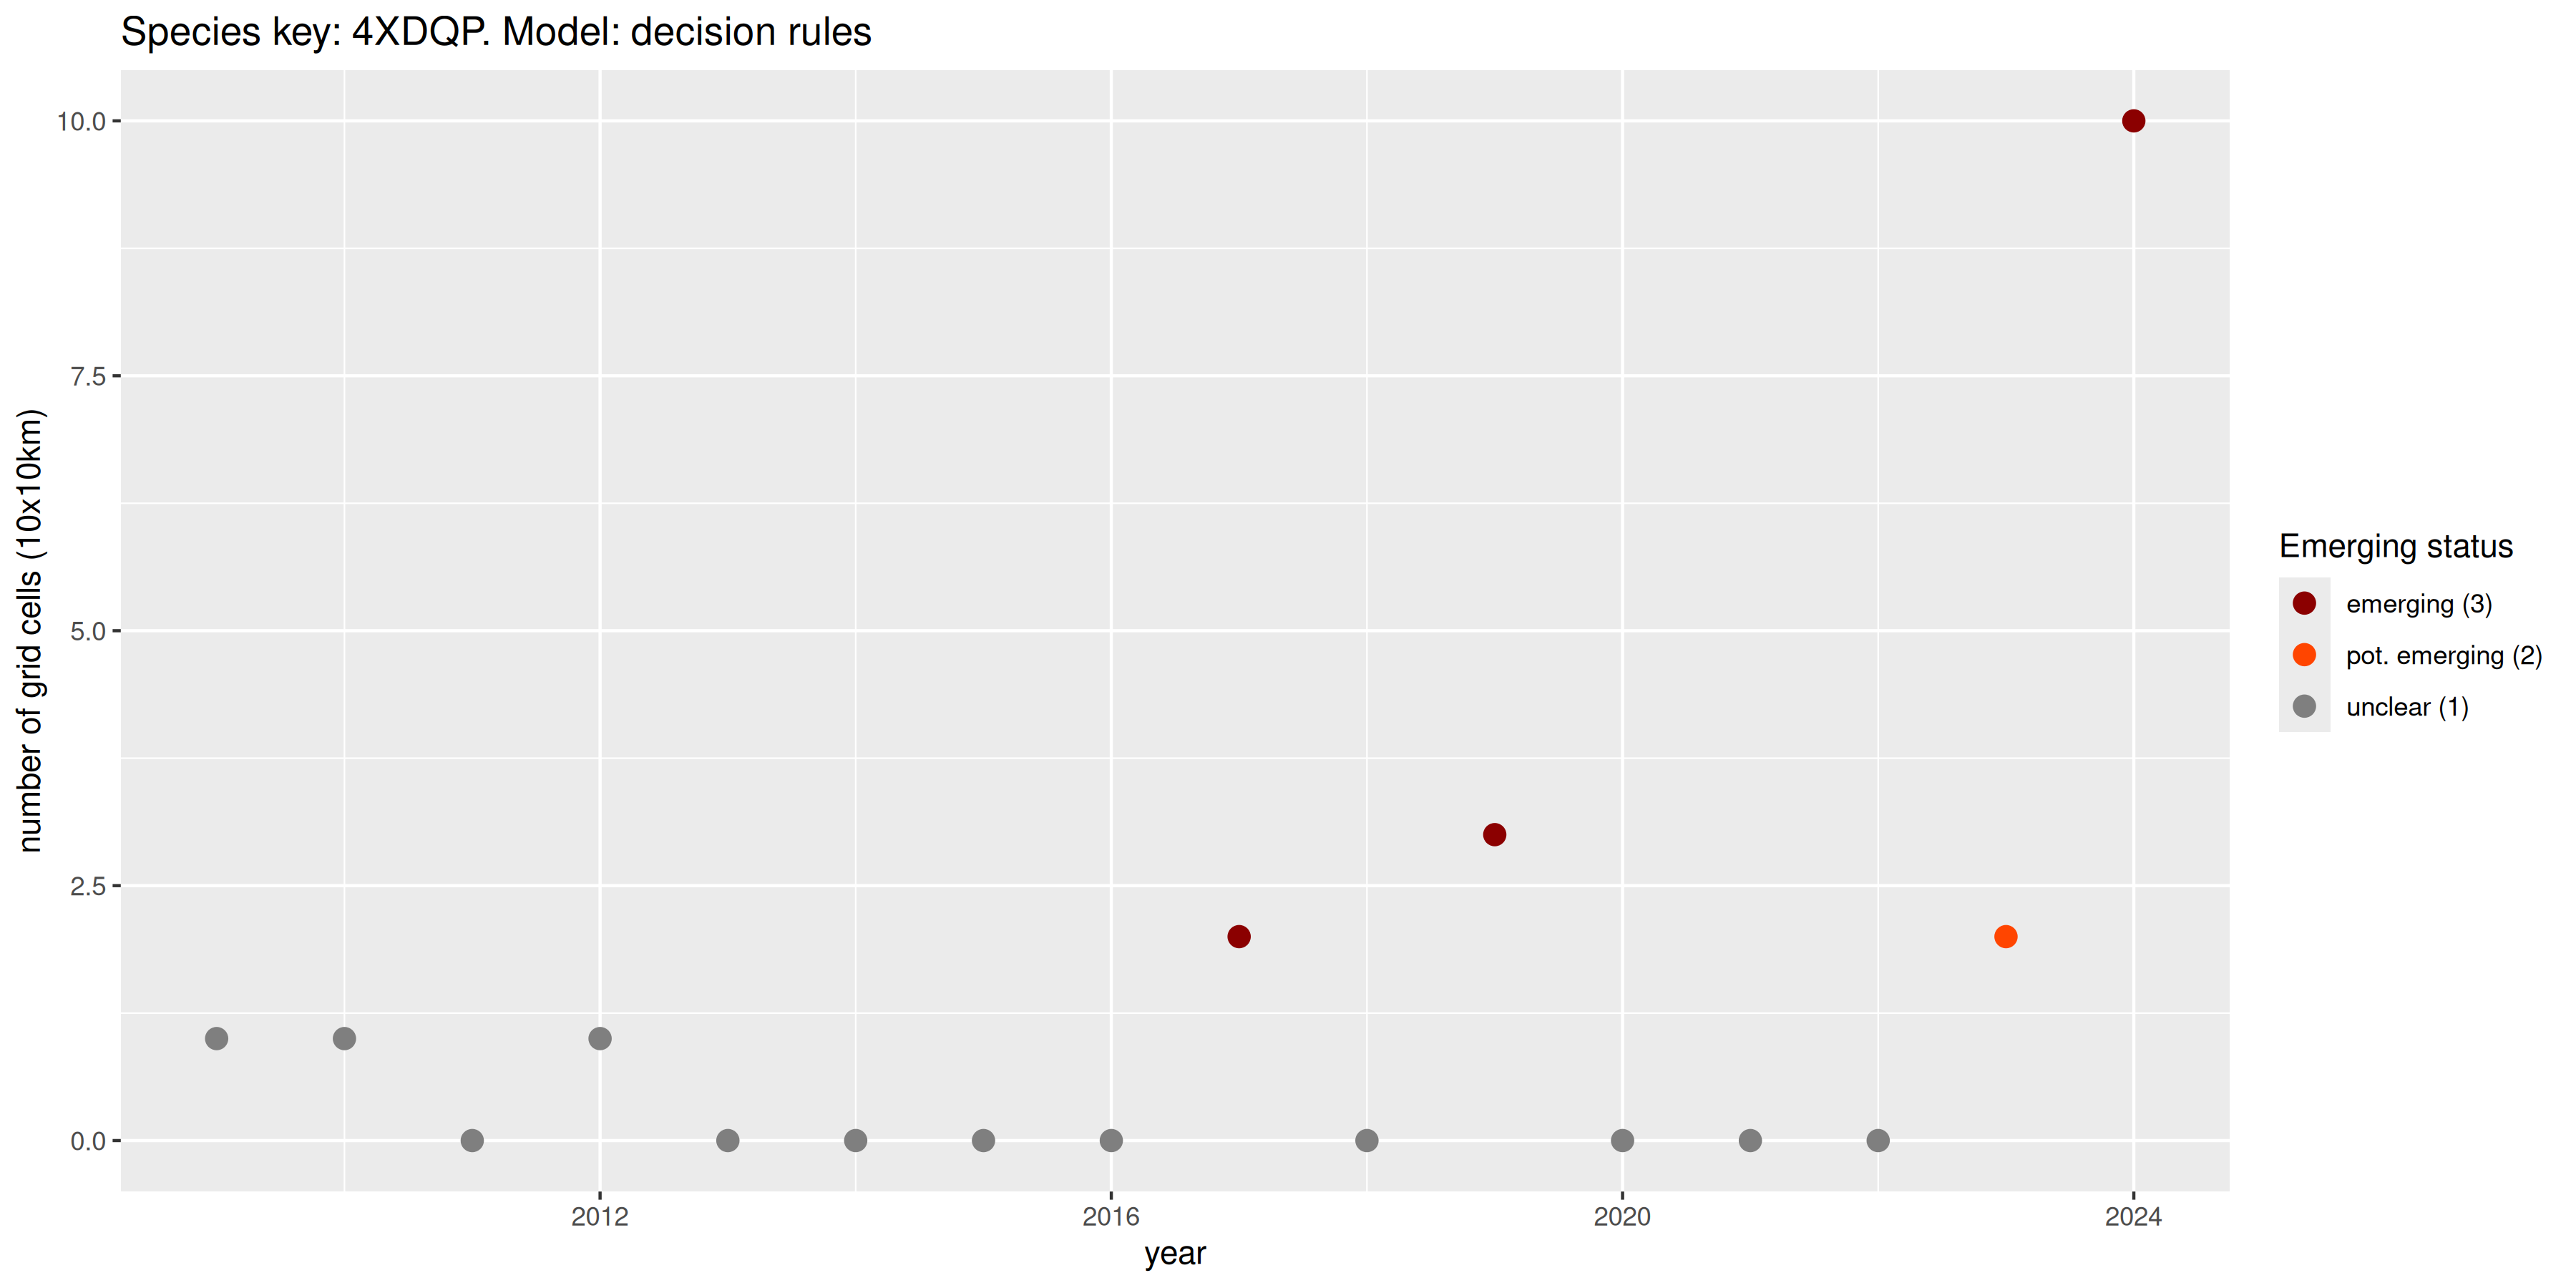 Species key: 4XDQP. Model: decision rules
number of grid cells (10x10km)
10.0
7.5
5.0
2.5
0.0
2012
2016
2020
2024
year
Emerging status
emerging (3)
pot. emerging (2)
unclear (1)